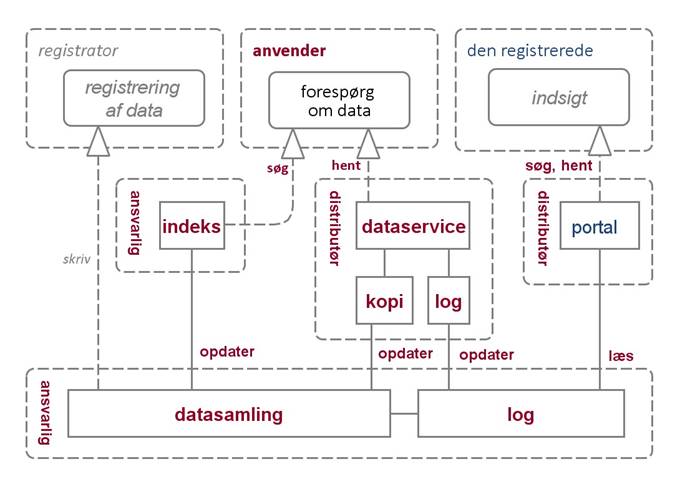 registrator
anvender
den registrerede
registrering
af data
forespørg
om data
indsigt
søg
hent
søg, hent
ansvarlig
indeks
distributør
dataservice
distributør
portal
skriv
kopi
log
opdater
opdater
opdater
læs
ansvarlig
datasamling
log